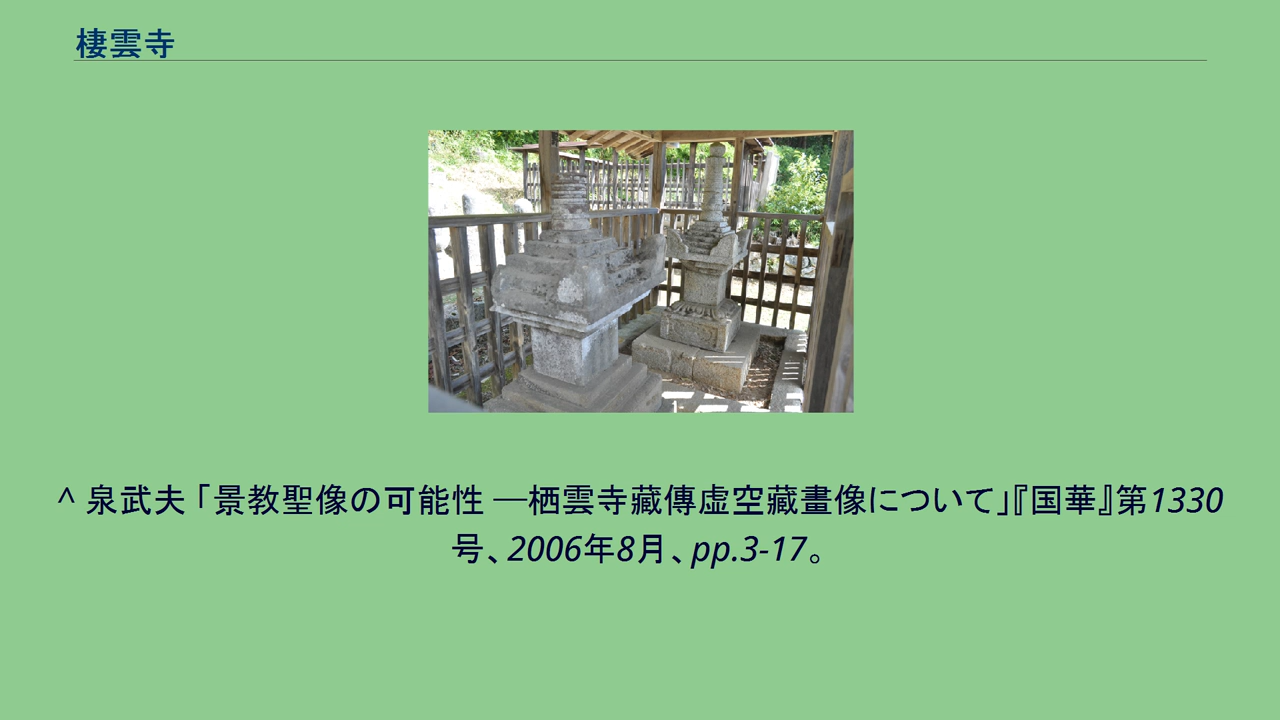 棲雲寺
^ 泉武夫 「景教聖像の可能性 ―栖雲寺藏傳虚空藏畫像について」『国華』第1330
号、2006年8月、pp.3-17。